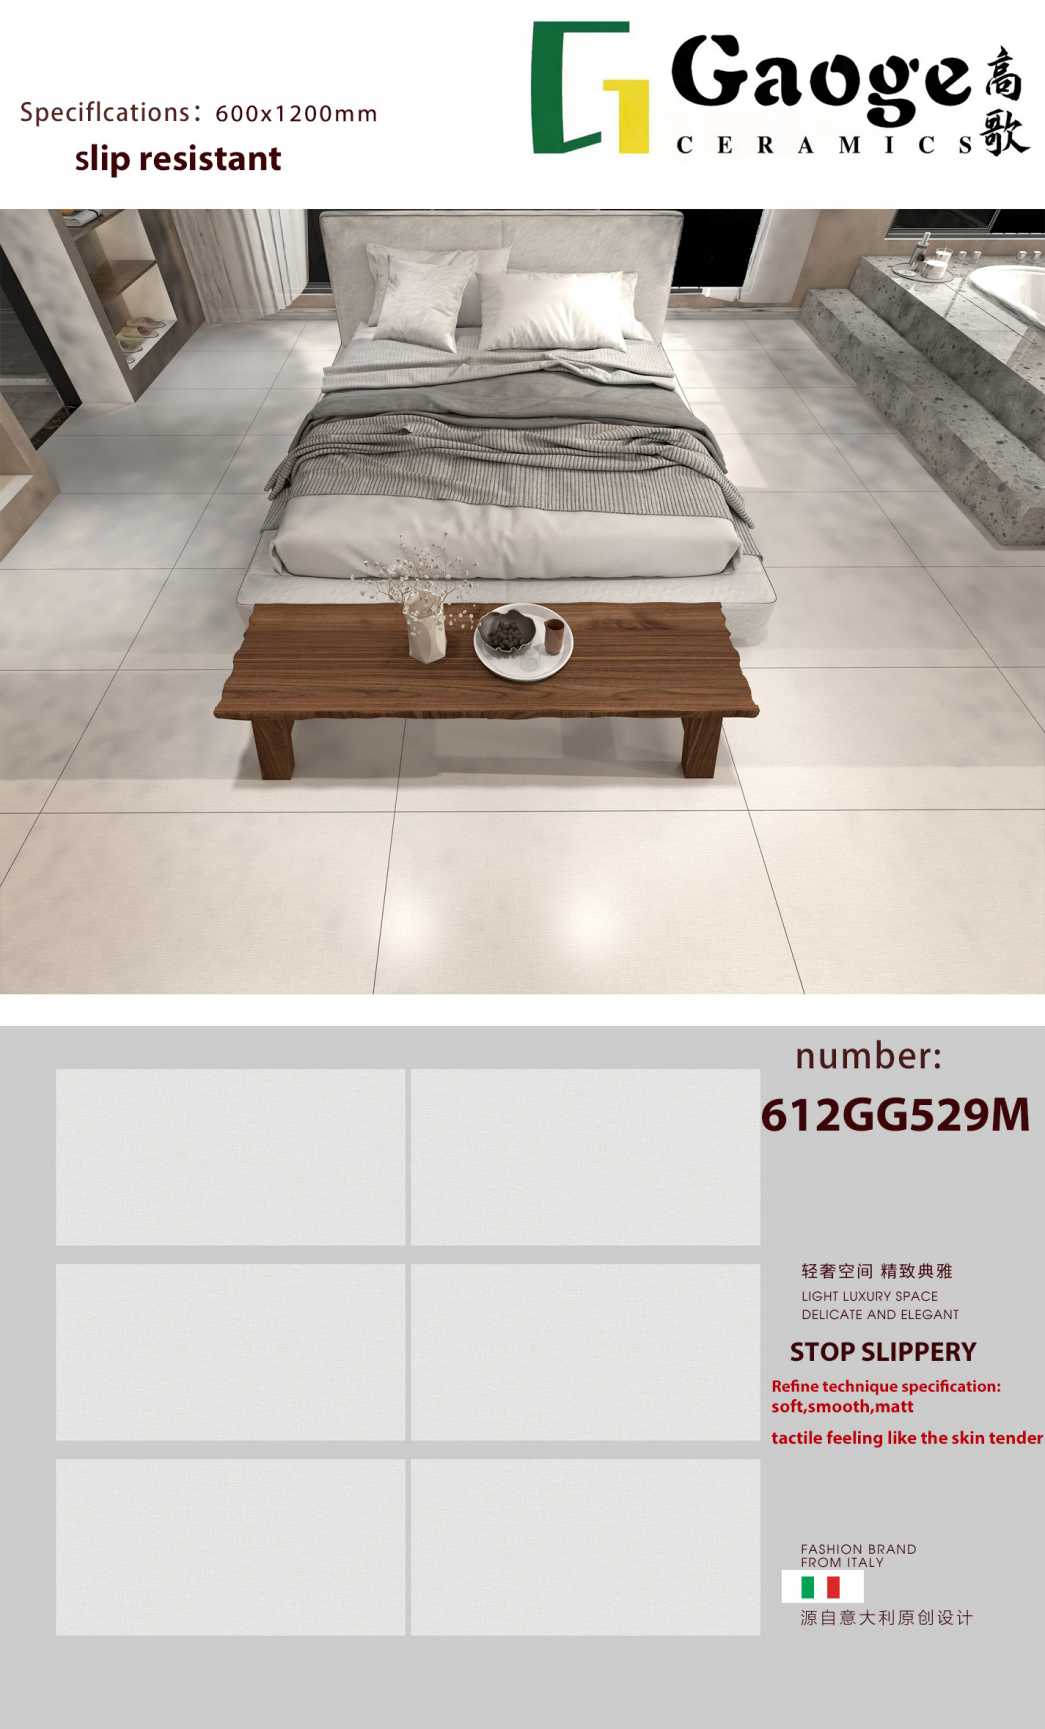 Gaoge
CERAMICS
高歌
Speciflcations：600x1200mm
slip resistant
number:
612GG529M
轻奢空间 精致典雅
LIGHT LUXURY SPACE
DELICATE AND ELEGANT
STOP SLIPPERY
Refine technique specification:
soft,smooth,matt
tactile feeling like the skin tender
FASHION BRAND
FROM ITALY
源自意大利原创设计